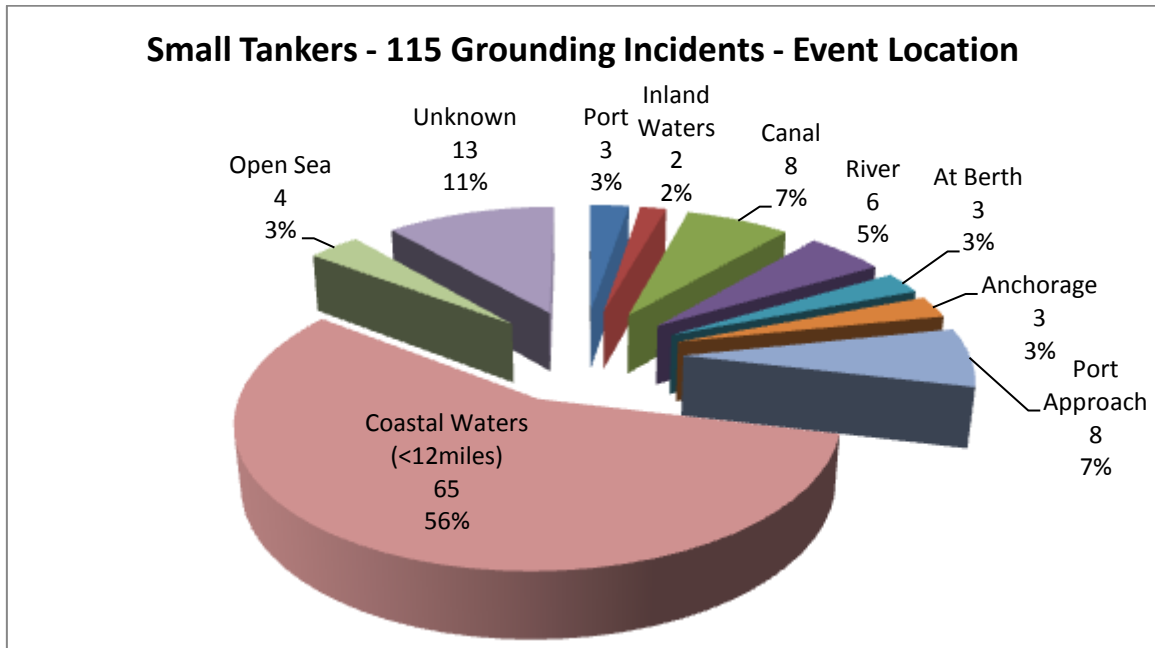 Small Tankers - 115 Grounding Incidents - Event Location
Port
3
3%
Inland
Waters
2
2%
Canal
8
7%
River
6
5%
At Berth
3
3%
Anchorage
3
3%
Port
Approach
8
7%
Coastal Waters
(<12miles)
65
56%
Open Sea
4
3%
Unknown
13
11%